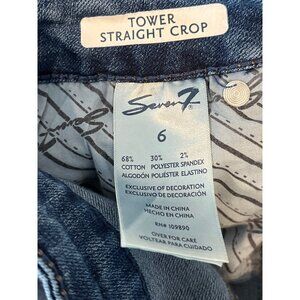 TOWER
STRAIGHT CROP
Seven7
6
68% 30% 2%
COTTON POLYESTER SPANDEX
ALGODÓN POLIÉSTER ELASTINO
EXCLUSIVE OF DECORATION
EXCLUSIVO DE DECORACIÓN
MADE IN CHINA
HECHO EN CHINA
RN# 109890
OVER FOR CARE
VOLTEAR PARA CUIDADO